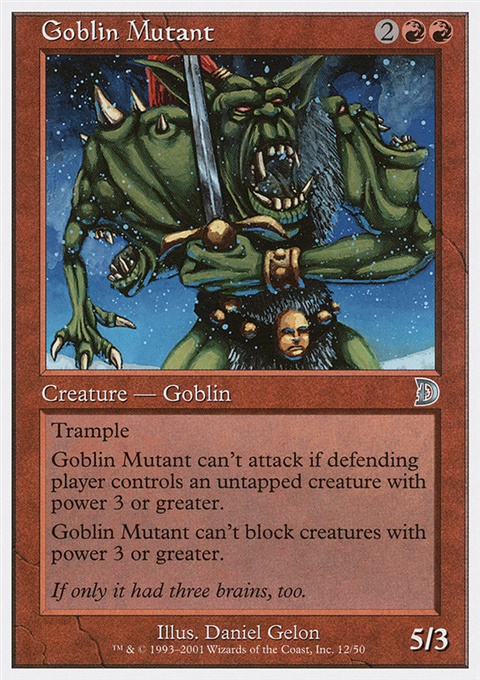 Goblin Mutant 2
Creature — Goblin D
Trample
Goblin Mutant can't attack if defending
player controls an untapped creature with
power 3 or greater.
Goblin Mutant can't block creatures with
power 3 or greater.
If only it had three brains, too.
Illus. Daniel Gelon
5/3
™ & © 1993–2001 Wizards of the Coast, Inc. 12/50